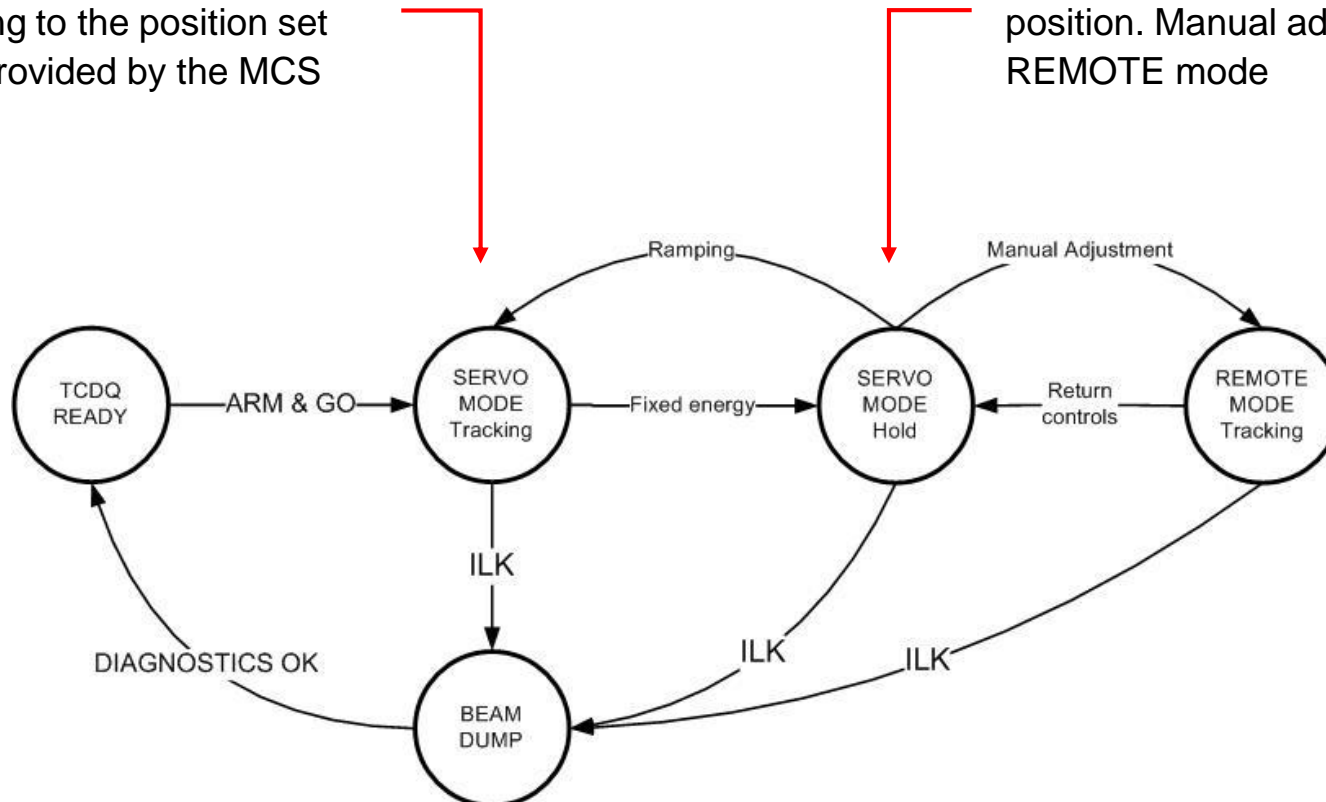 ng to the position set
rovided by the MCS
position. Manual ad
REMOTE mode
Ramping
Manual Adjustment
TCDQ
READY
ARM & GO
SERVO
MODE
Tracking
Fixed energy
SERVO
MODE
Hold
Return
controls
REMOTE
MODE
Tracking
ILK
ILK
ILK
DIAGNOSTICS OK
BEAM
DUMP